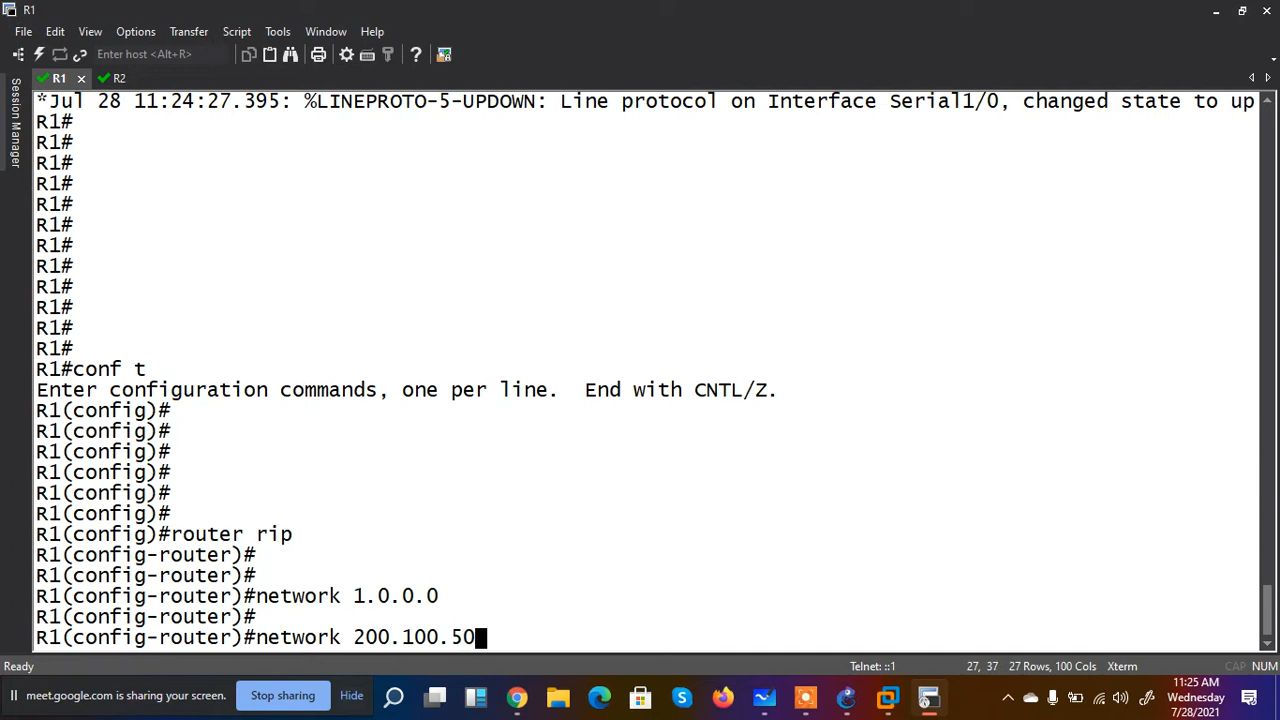 R1
File Edit View Options Transfer Script Tools Window Help
Enter host <Alt+R>
R1 R2
Session Manager
*Jul 28 11:24:27.395: %LINEPROTO-5-UPDOWN: Line protocol on Interface Serial1/0, changed state to up
R1#
R1#
R1#
R1#
R1#
R1#
R1#
R1#
R1#
R1#
R1#
R1#
R1#conf t
Enter configuration commands, one per line.  End with CNTL/Z.
R1(config)#
R1(config)#
R1(config)#
R1(config)#
R1(config)#
R1(config)#
R1(config)#router rip
R1(config-router)#
R1(config-router)#
R1(config-router)#network 1.0.0.0
R1(config-router)#
R1(config-router)#network 200.100.50
Ready Telnet: ::1 27, 37 27 Rows, 100 Cols Xterm CAP NUM
meet.google.com is sharing your screen. Stop sharing Hide
11:25 AM
Wednesday
7/28/2021